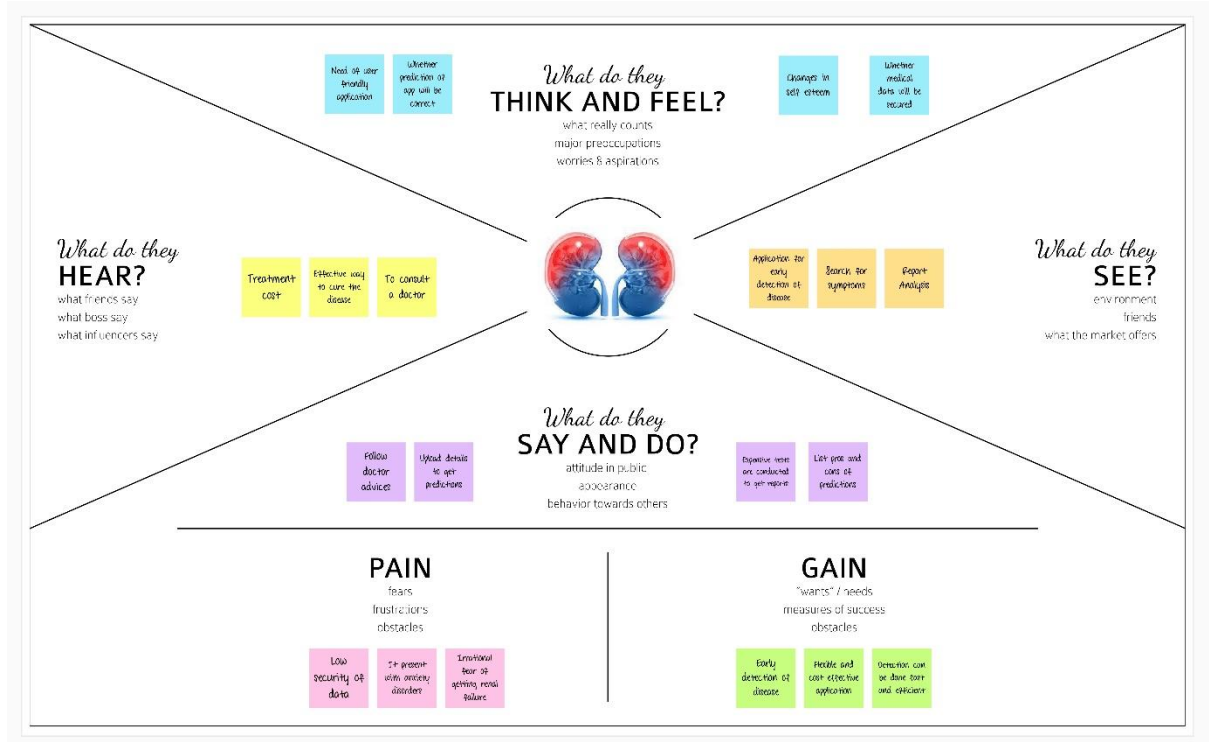 What do they
THINK AND FEEL?
what really counts
major preoccupations
worries & aspirations
Need of user
friendly
application
Whether
prediction of
app will be
correct
Changes in
self esteem
Whether
medical
data will be
secured
What do they
HEAR?
what friends say
what boss say
what influencers say
Treatment
cost
Effective way
to cure the
disease
To consult
a doctor
Application for
early
detection of
disease
Search for
symptoms
Report
Analysis
What do they
SEE?
environment
friends
what the market offers
What do they
SAY AND DO?
attitude in public
appearance
behavior towards others
Follow
doctor
advices
Upload details
to get
predictions
Expensive tests
are conducted
to get reports
List pros and
cons of
predictions
PAIN
fears
frustrations
obstacles
Low
security of
data
It present
with anxiety
disorders
Irrational
fear of
getting, renal
failure
GAIN
"wants" / needs
measures of success
obstacles
Early
detection of
disease
Flexible and
cost effective
application
Detection can
be done fast
and efficient